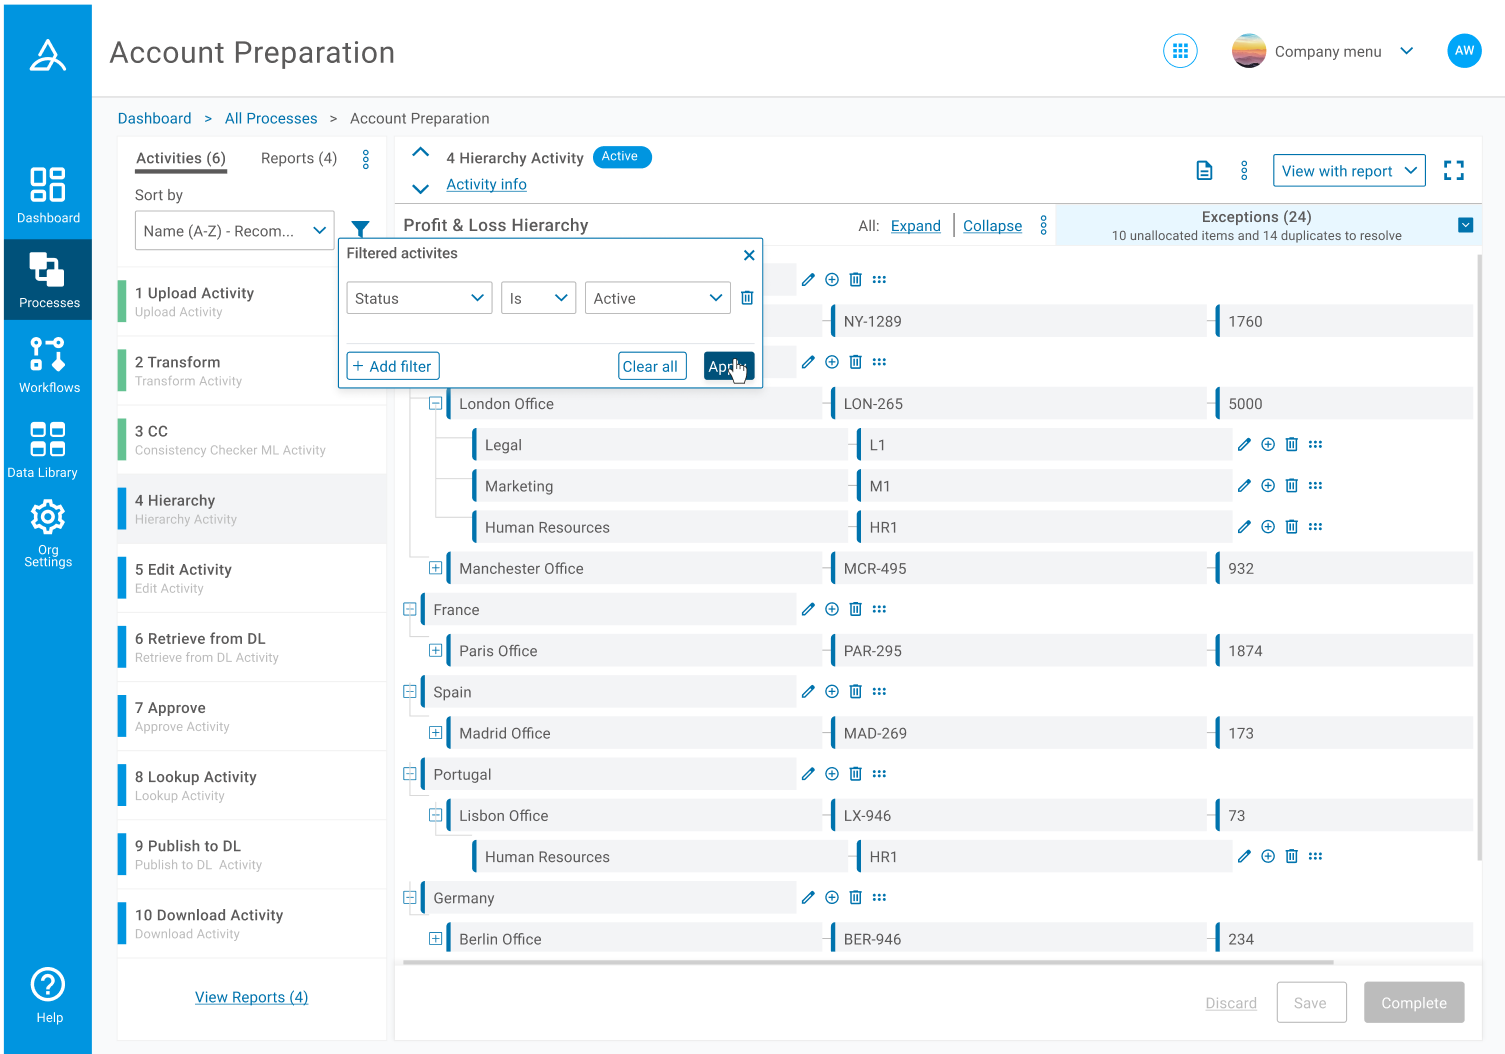 Account Preparation
Company menu
AW
Dashboard > All Processes > Account Preparation
Dashboard
Processes
Workflows
Data Library
Org
Settings
Help
Activities (6)
Reports (4)
Sort by
Name (A-Z) - Recom...
1 Upload Activity
Upload Activity
2 Transform
Transform Activity
3 CC
Consistency Checker ML Activity
4 Hierarchy
Hierarchy Activity
5 Edit Activity
Edit Activity
6 Retrieve from DL
Retrieve from DL Activity
7 Approve
Approve Activity
8 Lookup Activity
Lookup Activity
9 Publish to DL
Publish to DL Activity
10 Download Activity
Download Activity
View Reports (4)
4 Hierarchy Activity
Active
Activity info
View with report
Profit & Loss Hierarchy
All: Expand Collapse
Exceptions (24)
10 unallocated items and 14 duplicates to resolve
Filtered activites
Status
Is
Active
+ Add filter
Clear all
NY-1289 1760
London Office LON-265 5000
Legal L1
Marketing M1
Human Resources HR1
Manchester Office MCR-495 932
France
Paris Office PAR-295 1874
Spain
Madrid Office MAD-269 173
Portugal
Lisbon Office LX-946 73
Human Resources HR1
Germany
Berlin Office BER-946 234
Discard
Save
Complete